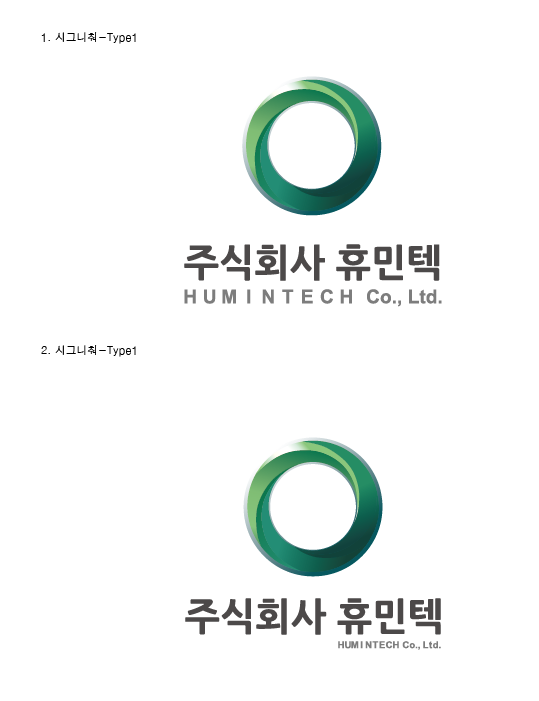 1. 시그니춰-Type1
주식회사 휴민텍
HUMINTECH Co., Ltd.
2. 시그니춰-Type1
주식회사 휴민텍
HUMINTECH Co., Ltd.